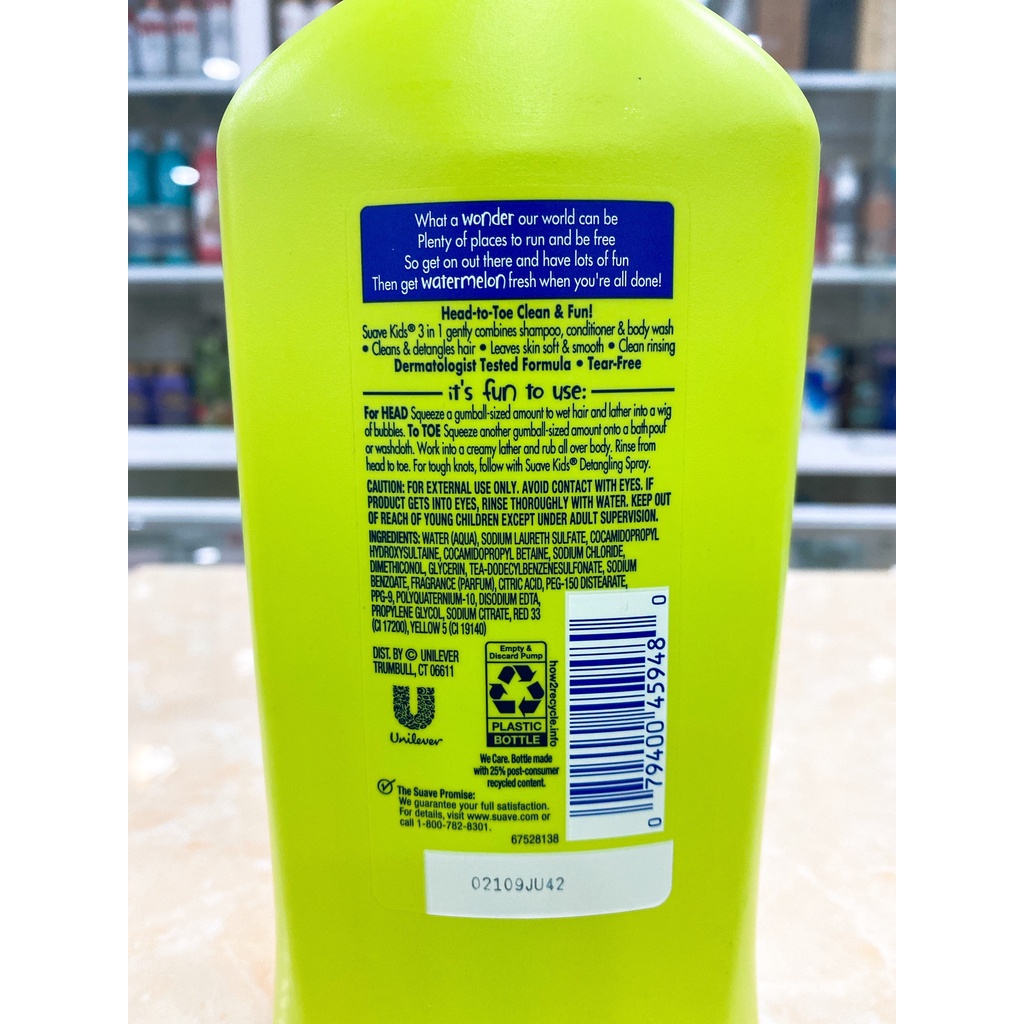 What a wonder our world can be
Plenty of places to run and be free
So get on out there and have lots of fun
Then get watermelon fresh when you're all done!
Head-to-Toe Clean & Fun!
Suave Kids® 3 in 1 gently combines shampoo, conditioner & body wash
• Cleans & detangles hair • Leaves skin soft & smooth • Clean rinsing
Dermatologist Tested Formula • Tear-Free
it's fun to use:
For HEAD Squeeze a gumball-sized amount to wet hair and lather into a wig
of bubbles. To TOE Squeeze another gumball-sized amount onto a bath pouf
or washcloth. Work into a creamy lather and rub all over body. Rinse from
head to toe. For tough knots, follow with Suave Kids® Detangling Spray.
CAUTION: FOR EXTERNAL USE ONLY. AVOID CONTACT WITH EYES. IF
PRODUCT GETS INTO EYES, RINSE THOROUGHLY WITH WATER. KEEP OUT
OF REACH OF YOUNG CHILDREN EXCEPT UNDER ADULT SUPERVISION.
INGREDIENTS: WATER (AQUA), SODIUM LAURETH SULFATE, COCAMIDOPROPYL
HYDROXYSULTAINE, COCAMIDOPROPYL BETAINE, SODIUM CHLORIDE,
DIMETHICONOL, GLYCERIN, TEA-DODECYLBENZENESULFONATE, SODIUM
BENZOATE, FRAGRANCE (PARFUM), CITRIC ACID, PEG-150 DISTEARATE,
PPG-9, POLYQUATERNIUM-10, DISODIUM EDTA,
PROPYLENE GLYCOL, SODIUM CITRATE, RED 33
(CI 17200), YELLOW 5 (CI 19140)
DIST. BY © UNILEVER
TRUMBULL, CT 06611
Unilever
Empty &
Discard Pump
PLASTIC
BOTTLE
how2recycle.info
We Care. Bottle made
with 25% post-consumer
recycled content.
The Suave Promise:
We guarantee your full satisfaction.
For details, visit www.suave.com or
call 1-800-782-8301.
67528138
0 79400 45948 0
02109JU42